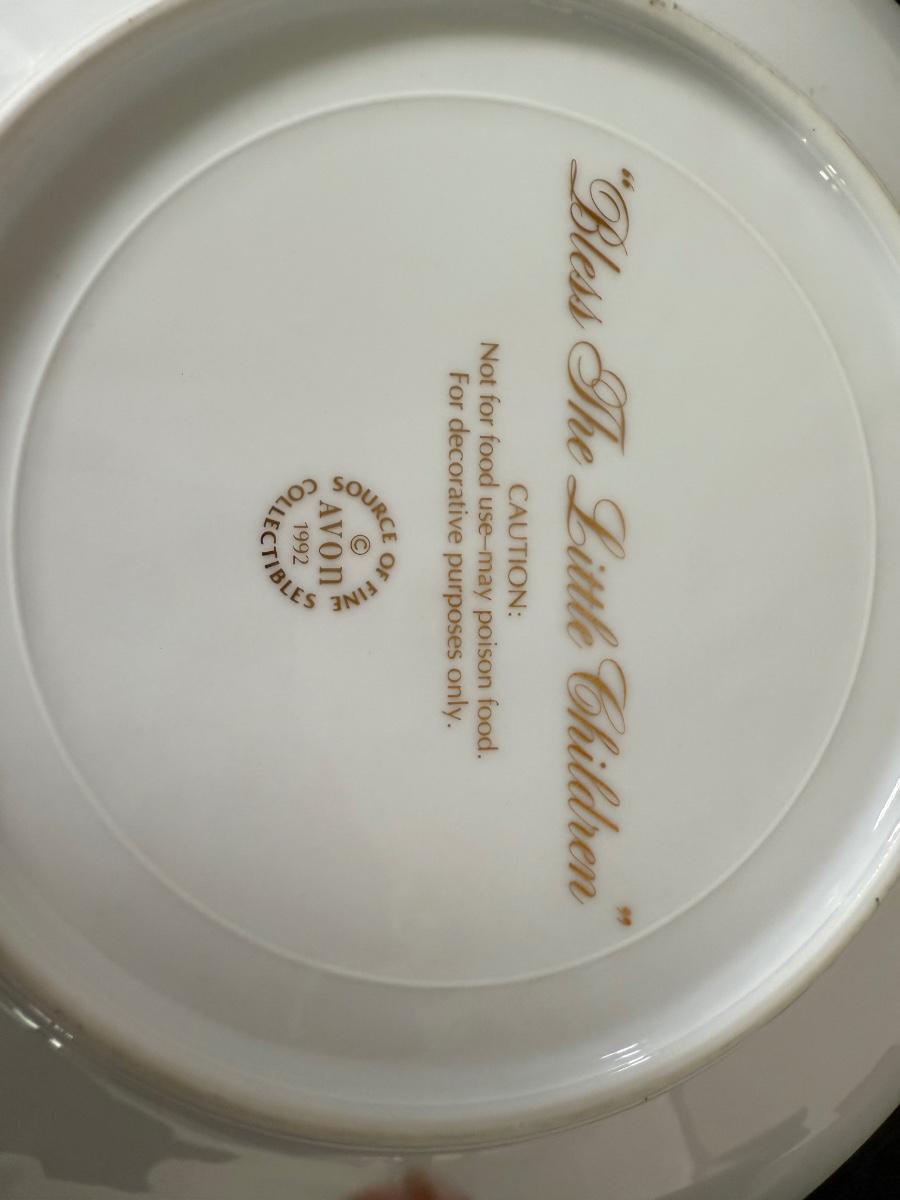 “Bless The Little Children”
CAUTION:
Not for food use–may poison food.
For decorative purposes only.
SOURCE OF FINE
©
AVON
1992
COLLECTIBLES